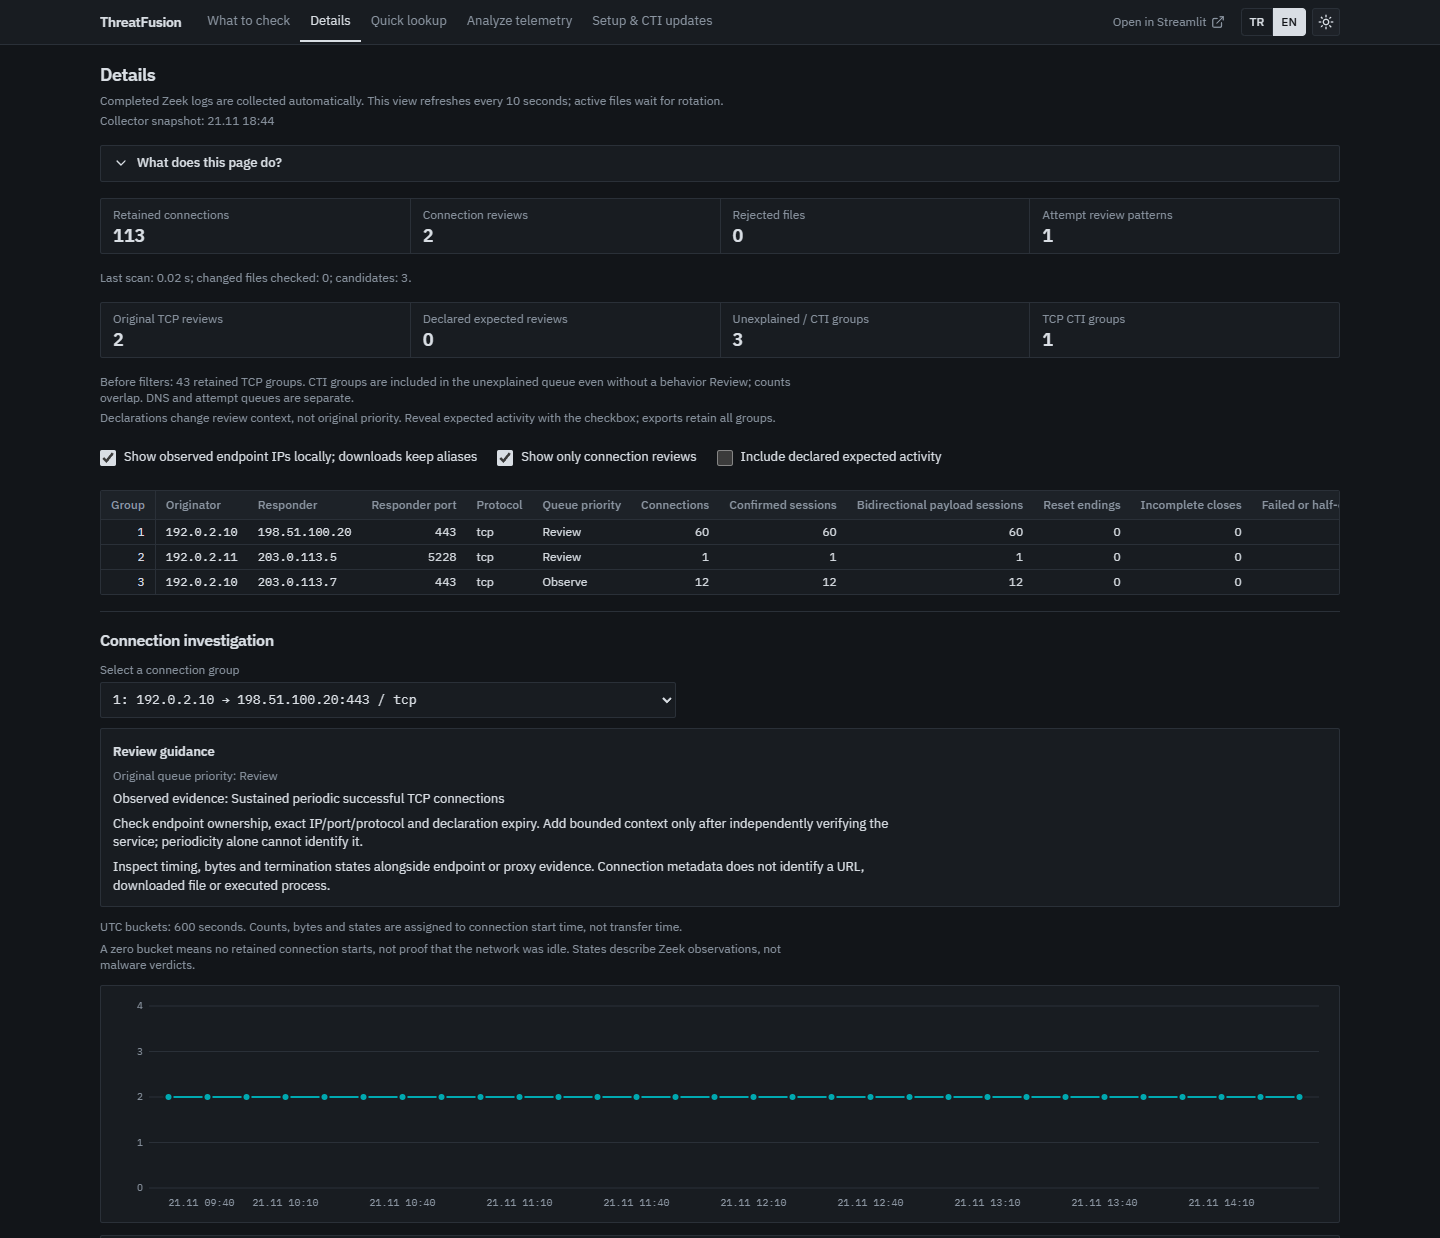 ThreatFusion What to check Details Quick lookup Analyze telemetry Setup & CTI updates Open in Streamlit TR EN
Details
Completed Zeek logs are collected automatically. This view refreshes every 10 seconds; active files wait for rotation.
Collector snapshot: 21.11 18:44
What does this page do?
Retained connections Connection reviews Rejected files Attempt review patterns
113 2 0 1
Last scan: 0.02 s; changed files checked: 0; candidates: 3.
Original TCP reviews Declared expected reviews Unexplained / CTI groups TCP CTI groups
2 0 3 1
Before filters: 43 retained TCP groups. CTI groups are included in the unexplained queue even without a behavior Review; counts
overlap. DNS and attempt queues are separate.
Declarations change review context, not original priority. Reveal expected activity with the checkbox; exports retain all groups.
Show observed endpoint IPs locally; downloads keep aliases Show only connection reviews Include declared expected activity
Group Originator Responder Responder port Protocol Queue priority Connections Confirmed sessions Bidirectional payload sessions Reset endings Incomplete closes Failed or half-
1 192.0.2.10 198.51.100.20 443 tcp Review 60 60 60 0 0
2 192.0.2.11 203.0.113.5 5228 tcp Review 1 1 1 0 0
3 192.0.2.10 203.0.113.7 443 tcp Observe 12 12 12 0 0
Connection investigation
Select a connection group
1: 192.0.2.10 → 198.51.100.20:443 / tcp
Review guidance
Original queue priority: Review
Observed evidence: Sustained periodic successful TCP connections
Check endpoint ownership, exact IP/port/protocol and declaration expiry. Add bounded context only after independently verifying the
service; periodicity alone cannot identify it.
Inspect timing, bytes and termination states alongside endpoint or proxy evidence. Connection metadata does not identify a URL,
downloaded file or executed process.
UTC buckets: 600 seconds. Counts, bytes and states are assigned to connection start time, not transfer time.
A zero bucket means no retained connection starts, not proof that the network was idle. States describe Zeek observations, not
malware verdicts.
4
3
2
1
0
21.11 09:40 21.11 10:10 21.11 10:40 21.11 11:10 21.11 11:40 21.11 12:10 21.11 12:40 21.11 13:10 21.11 13:40 21.11 14:10